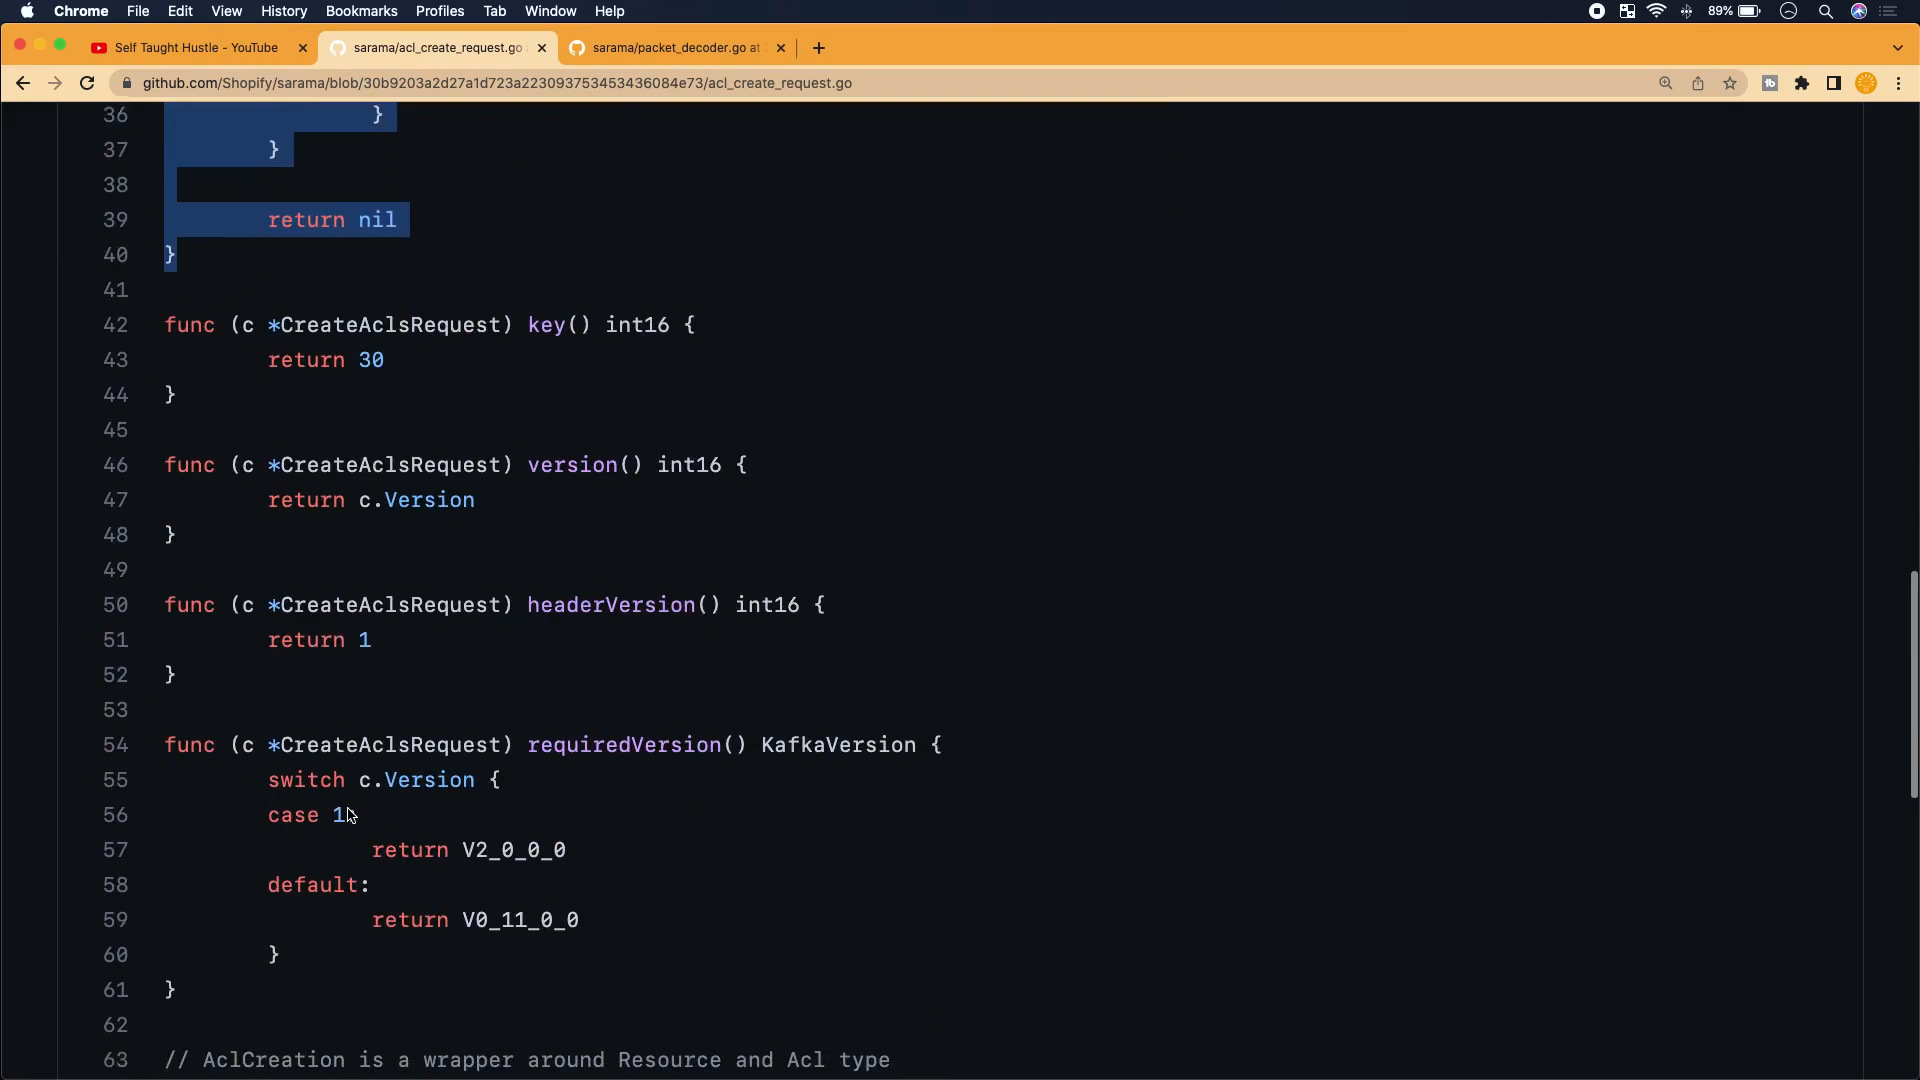 Chrome File Edit View History Bookmarks Profiles Tab Window Help 89%
Self Taught Hustle - YouTube sarama/acl_create_request.go sarama/packet_decoder.go at
github.com/Shopify/sarama/blob/30b9203a2d27a1d723a223093753453436084e73/acl_create_request.go
36 }
37 }
38
39 return nil
40 }
41
42 func (c *CreateAclsRequest) key() int16 {
43 return 30
44 }
45
46 func (c *CreateAclsRequest) version() int16 {
47 return c.Version
48 }
49
50 func (c *CreateAclsRequest) headerVersion() int16 {
51 return 1
52 }
53
54 func (c *CreateAclsRequest) requiredVersion() KafkaVersion {
55 switch c.Version {
56 case 1
57 return V2_0_0_0
58 default:
59 return V0_11_0_0
60 }
61 }
62
63 // AclCreation is a wrapper around Resource and Acl type